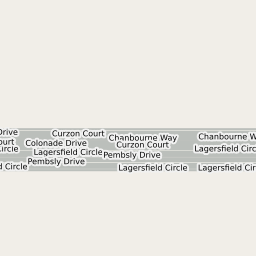 Drive
Curzon Court
Chanbourne Way
Chanbourne W
ourt
Colonade Drive
Curzon Court
Circle
Lagersfield Circle
Lagersfield Circ
Pembsly Drive
Pembsly Drive
d Circle
Lagersfield Circle
Lagersfield Circ